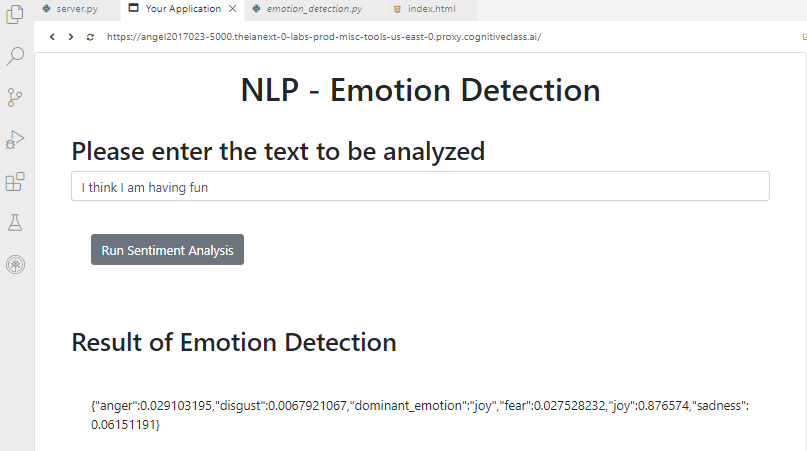 server.py Your Application emotion_detection.py index.html
https://angel2017023-5000.theianext-0-labs-prod-misc-tools-us-east-0.proxy.cognitiveclass.ai/
NLP - Emotion Detection
Please enter the text to be analyzed
I think I am having fun
Run Sentiment Analysis
Result of Emotion Detection
{"anger":0.029103195,"disgust":0.0067921067,"dominant_emotion":"joy","fear":0.027528232,"joy":0.876574,"sadness":
0.06151191}